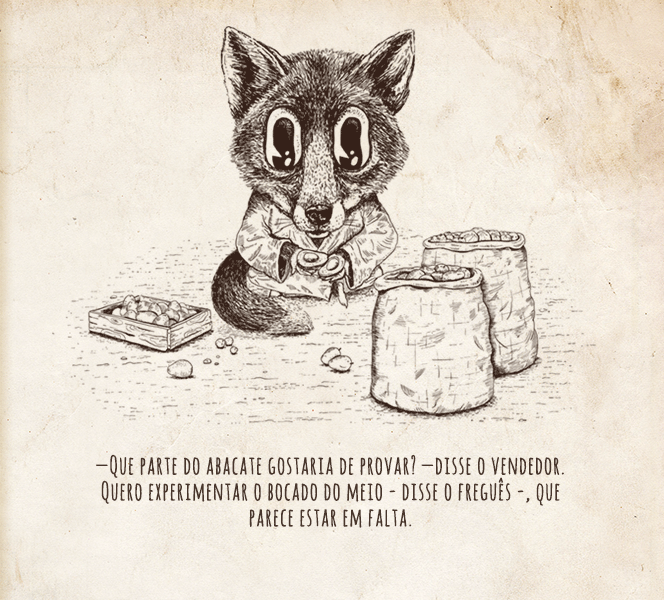 —Que parte do abacate gostaria de provar? —disse o vendedor.
Quero experimentar o bocado do meio - disse o freguês -, que
parece estar em falta.